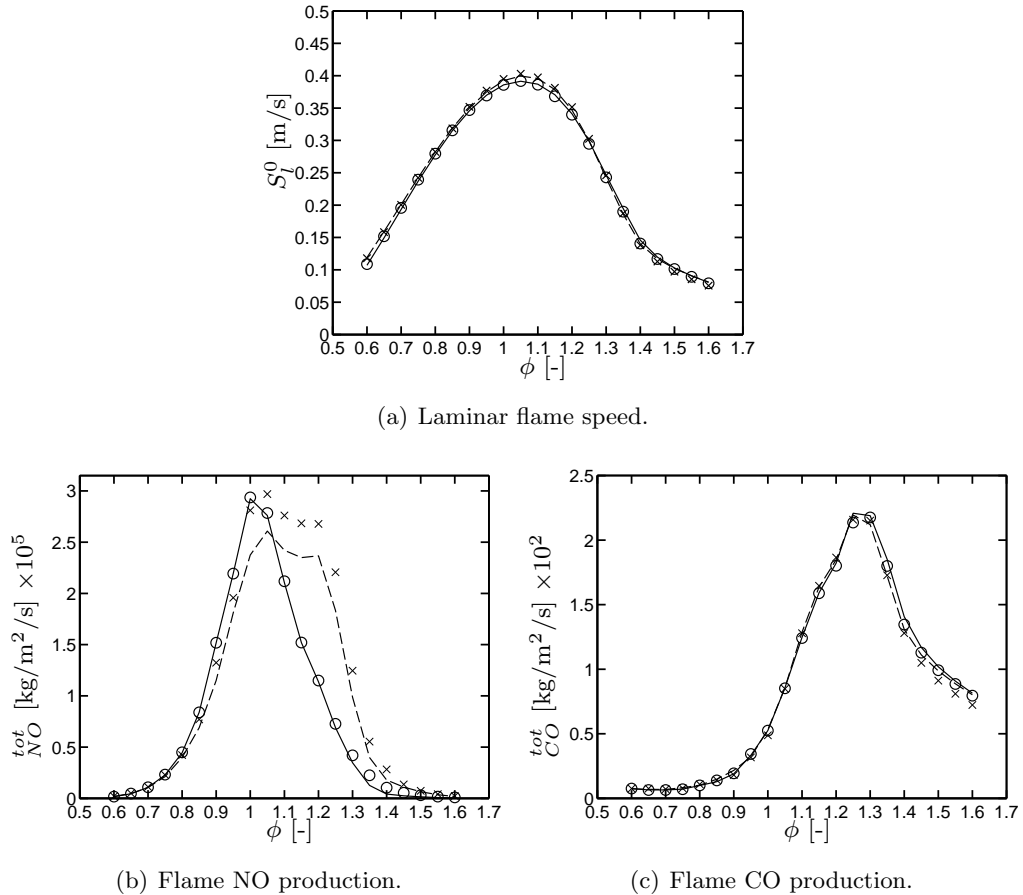 0.5
0.45
0.4
0.35
0.3
0.25
0.2
0.15
0.1
0.05
0
S_l^0 [m/s]
0.5 0.6 0.7 0.8 0.9 1 1.1 1.2 1.3 1.4 1.5 1.6 1.7
ϕ [-]
(a) Laminar flame speed.
3
2.5
2
1.5
1
0.5
0
tot NO [kg/m²/s] ×10⁵
0.5 0.6 0.7 0.8 0.9 1 1.1 1.2 1.3 1.4 1.5 1.6 1.7
ϕ [-]
(b) Flame NO production.
2.5
2
1.5
1
0.5
0
tot CO [kg/m²/s] ×10²
0.5 0.6 0.7 0.8 0.9 1 1.1 1.2 1.3 1.4 1.5 1.6 1.7
ϕ [-]
(c) Flame CO production.